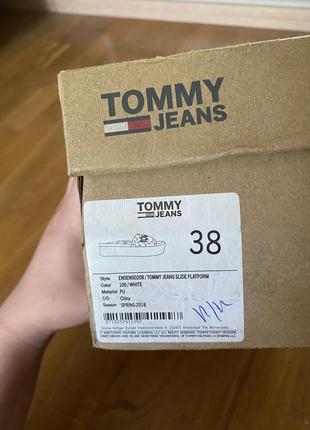 TOMMY
JEANS
TOMMY
JEANS
38
Style EN0EN00208 / TOMMY JEANS SLIDE FLATFORM
Color 100 / WHITE
Material PU
C/O China
Season SPRING 2018
n/n